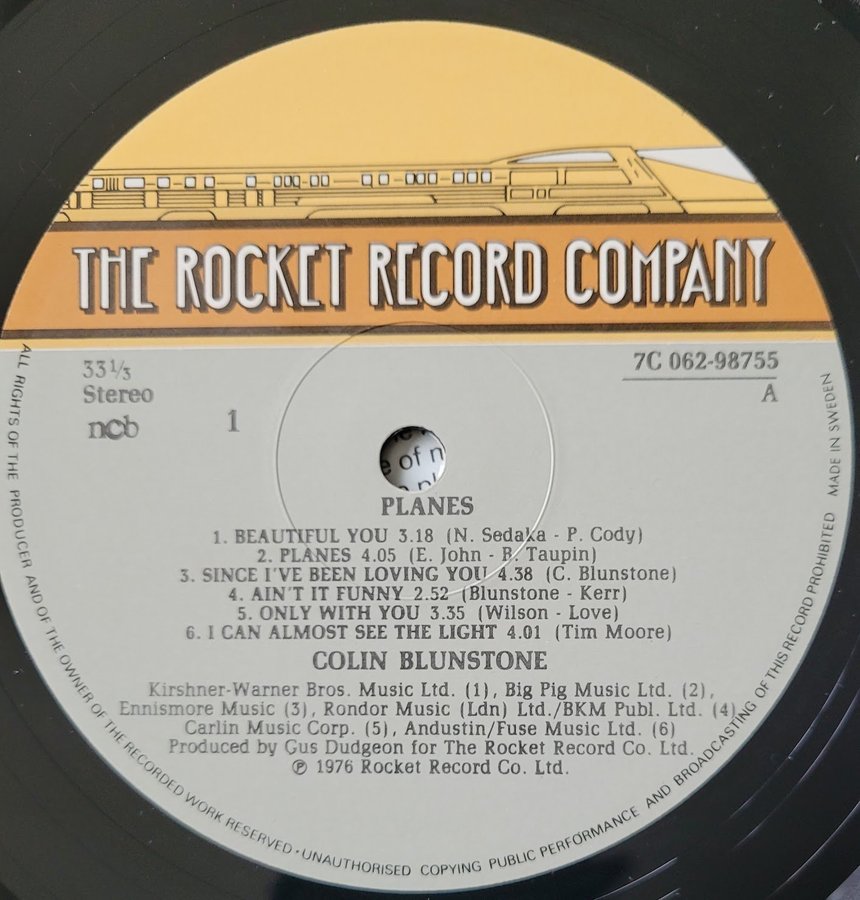 THE ROCKET RECORD COMPANY
33 1/3
Stereo
ncb
1
7C 062-98755
A
of n
PLANES
1. BEAUTIFUL YOU 3.18 (N. Sedaka - P. Cody)
2. PLANES 4.05 (E. John - B. Taupin)
3. SINCE I'VE BEEN LOVING YOU 4.38 (C. Blunstone)
4. AIN'T IT FUNNY 2.52 (Blunstone - Kerr)
5. ONLY WITH YOU 3.35 (Wilson - Love)
6. I CAN ALMOST SEE THE LIGHT 4.01 (Tim Moore)
COLIN BLUNSTONE
Kirshner-Warner Bros. Music Ltd. (1), Big Pig Music Ltd. (2),
Ennismore Music (3), Rondor Music (Ldn) Ltd./BKM Publ. Ltd. (4)
Carlin Music Corp. (5), Andustin/Fuse Music Ltd. (6)
Produced by Gus Dudgeon for The Rocket Record Co. Ltd.
℗ 1976 Rocket Record Co. Ltd.
ALL RIGHTS OF THE PRODUCER AND OF THE OWNER OF THE RECORDED WORK RESERVED · UNAUTHORISED COPYING PUBLIC PERFORMANCE AND BROADCASTING OF THIS RECORD PROHIBITED MADE IN SWEDEN